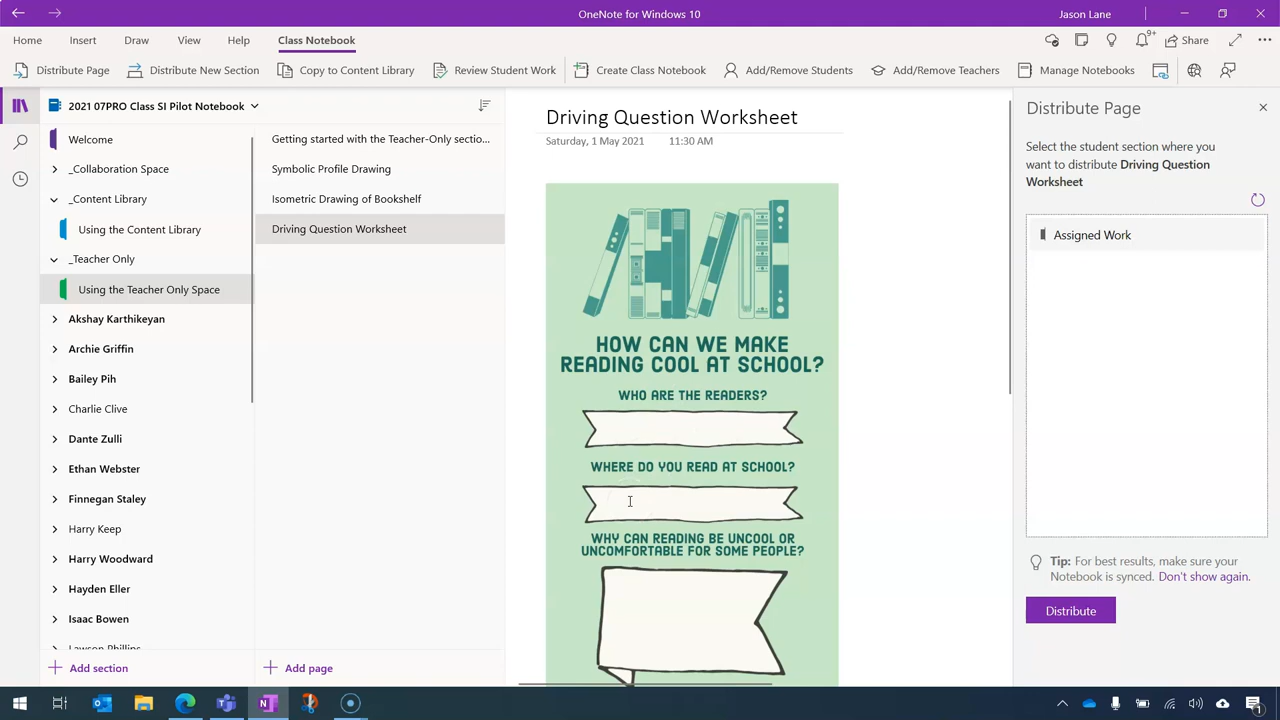 OneNote for Windows 10
Jason Lane
Home
Insert
Draw
View
Help
Class Notebook
9+
Share
Distribute Page
Distribute New Section
Copy to Content Library
Review Student Work
Create Class Notebook
Add/Remove Students
Add/Remove Teachers
Manage Notebooks
2021 07PRO Class SI Pilot Notebook
Welcome
_Collaboration Space
_Content Library
Using the Content Library
_Teacher Only
Using the Teacher Only Space
Akshay Karthikeyan
Archie Griffin
Bailey Pih
Charlie Clive
Dante Zulli
Ethan Webster
Finnegan Staley
Harry Keep
Harry Woodward
Hayden Eller
Isaac Bowen
Lawson Phillips
Add section
Getting started with the Teacher-Only sectio...
Symbolic Profile Drawing
Isometric Drawing of Bookshelf
Driving Question Worksheet
Add page
Driving Question Worksheet
Saturday, 1 May 2021
11:30 AM
HOW CAN WE MAKE
READING COOL AT SCHOOL?
WHO ARE THE READERS?
WHERE DO YOU READ AT SCHOOL?
WHY CAN READING BE UNCOOL OR
UNCOMFORTABLE FOR SOME PEOPLE?
Distribute Page
Select the student section where you
want to distribute Driving Question
Worksheet
Assigned Work
Tip: For best results, make sure your
Notebook is synced. Don't show again.
Distribute
1